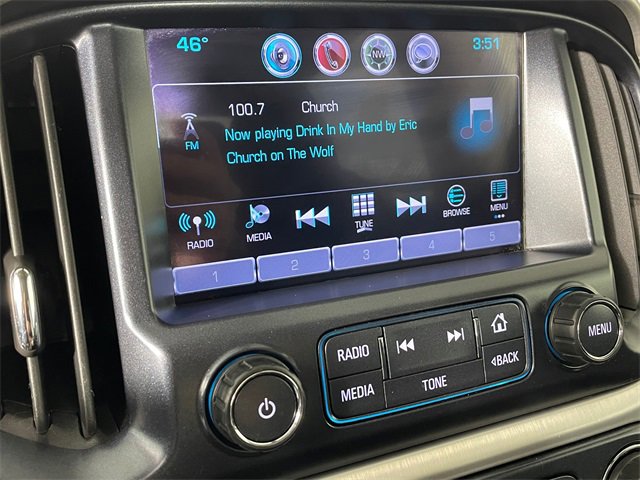 46° NW 3:51
100.7 Church
FM
Now playing Drink In My Hand by Eric
Church on The Wolf
RADIO MEDIA TUNE BROWSE MENU
1 2 3 4 5
RADIO MEDIA TONE BACK
MENU